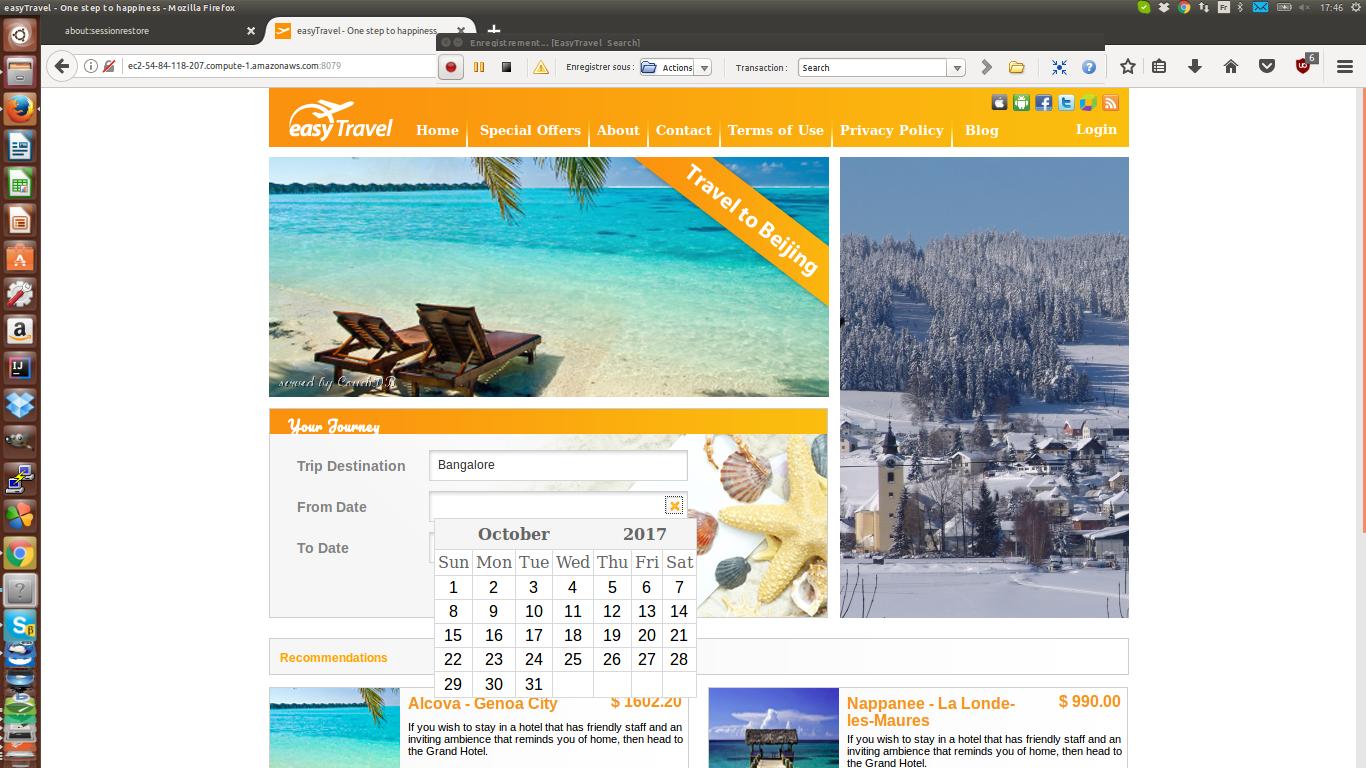 easyTravel - One step to happiness - Mozilla Firefox
Fr
17:46
about:sessionrestore
easyTravel - One step to happiness
Enregistrement... [EasyTravel Search]
ec2-54-84-118-207.compute-1.amazonaws.com:8079
Enregistrer sous :
Actions
Transaction :
Search
6
easyTravel
Home
Special Offers
About
Contact
Terms of Use
Privacy Policy
Blog
Login
Travel to Beijing
served by CouchDB
Your Journey
Trip Destination
Bangalore
From Date
To Date
October 2017
Sun Mon Tue Wed Thu Fri Sat
1 2 3 4 5 6 7
8 9 10 11 12 13 14
15 16 17 18 19 20 21
22 23 24 25 26 27 28
29 30 31
Recommendations
Alcova - Genoa City
$ 1602.20
If you wish to stay in a hotel that has friendly staff and an
inviting ambience that reminds you of home, then head to
the Grand Hotel.
Nappanee - La Londe-
les-Maures
$ 990.00
If you wish to stay in a hotel that has friendly staff and an
inviting ambience that reminds you of home, then head to
the Grand Hotel.